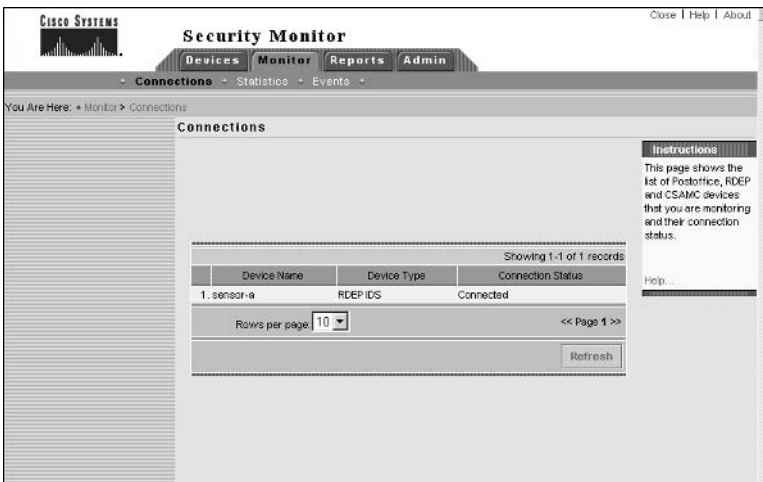 Close | Help | About
CISCO SYSTEMS
Security Monitor
Devices Monitor Reports Admin
Connections Statistics Events
You Are Here: • Monitor > Connections
Connections
Instructions
This page shows the
list of Postoffice, RDEP
and CSAMC devices
that you are monitoring
and their connection
status.
Help...
Showing 1-1 of 1 records
Device Name Device Type Connection Status
1. sensor-a RDEP IDS Connected
Rows per page: 10 << Page 1 >>
Refresh